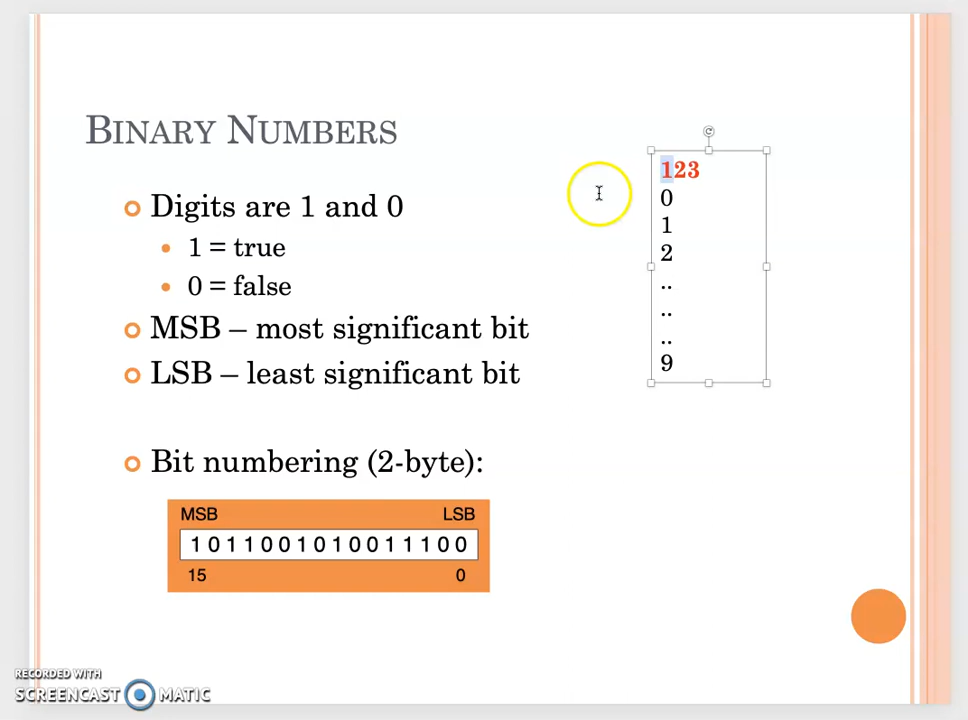 BINARY NUMBERS
Digits are 1 and 0
1 = true
0 = false
MSB – most significant bit
LSB – least significant bit
Bit numbering (2-byte):
MSB LSB
1 0 1 1 0 0 1 0 1 0 0 1 1 1 0 0
15 0
123
0
1
2
..
..
..
9
RECORDED WITH
SCREENCAST MATIC